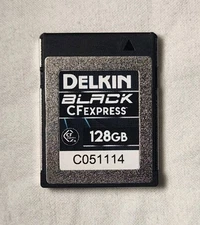 DELKIN
BLACK
CFEXPRESS
128GB
C051114